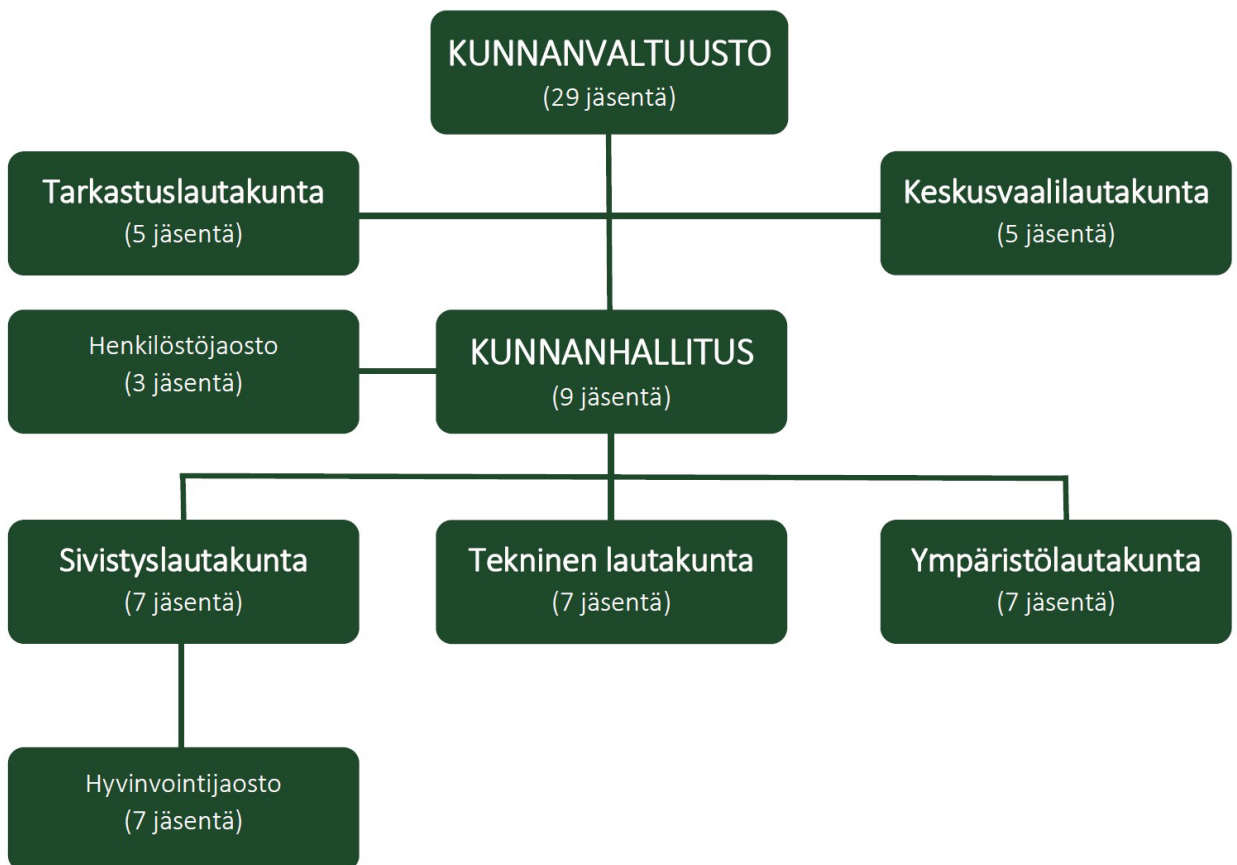 KUNNANVALTUUSTO
(29 jäsentä)
Tarkastuslautakunta
(5 jäsentä)
Keskusvaalilautakunta
(5 jäsentä)
Henkilöstöjaosto
(3 jäsentä)
KUNNANHALLITUS
(9 jäsentä)
Sivistyslautakunta
(7 jäsentä)
Tekninen lautakunta
(7 jäsentä)
Ympäristölautakunta
(7 jäsentä)
Hyvinvointijaosto
(7 jäsentä)